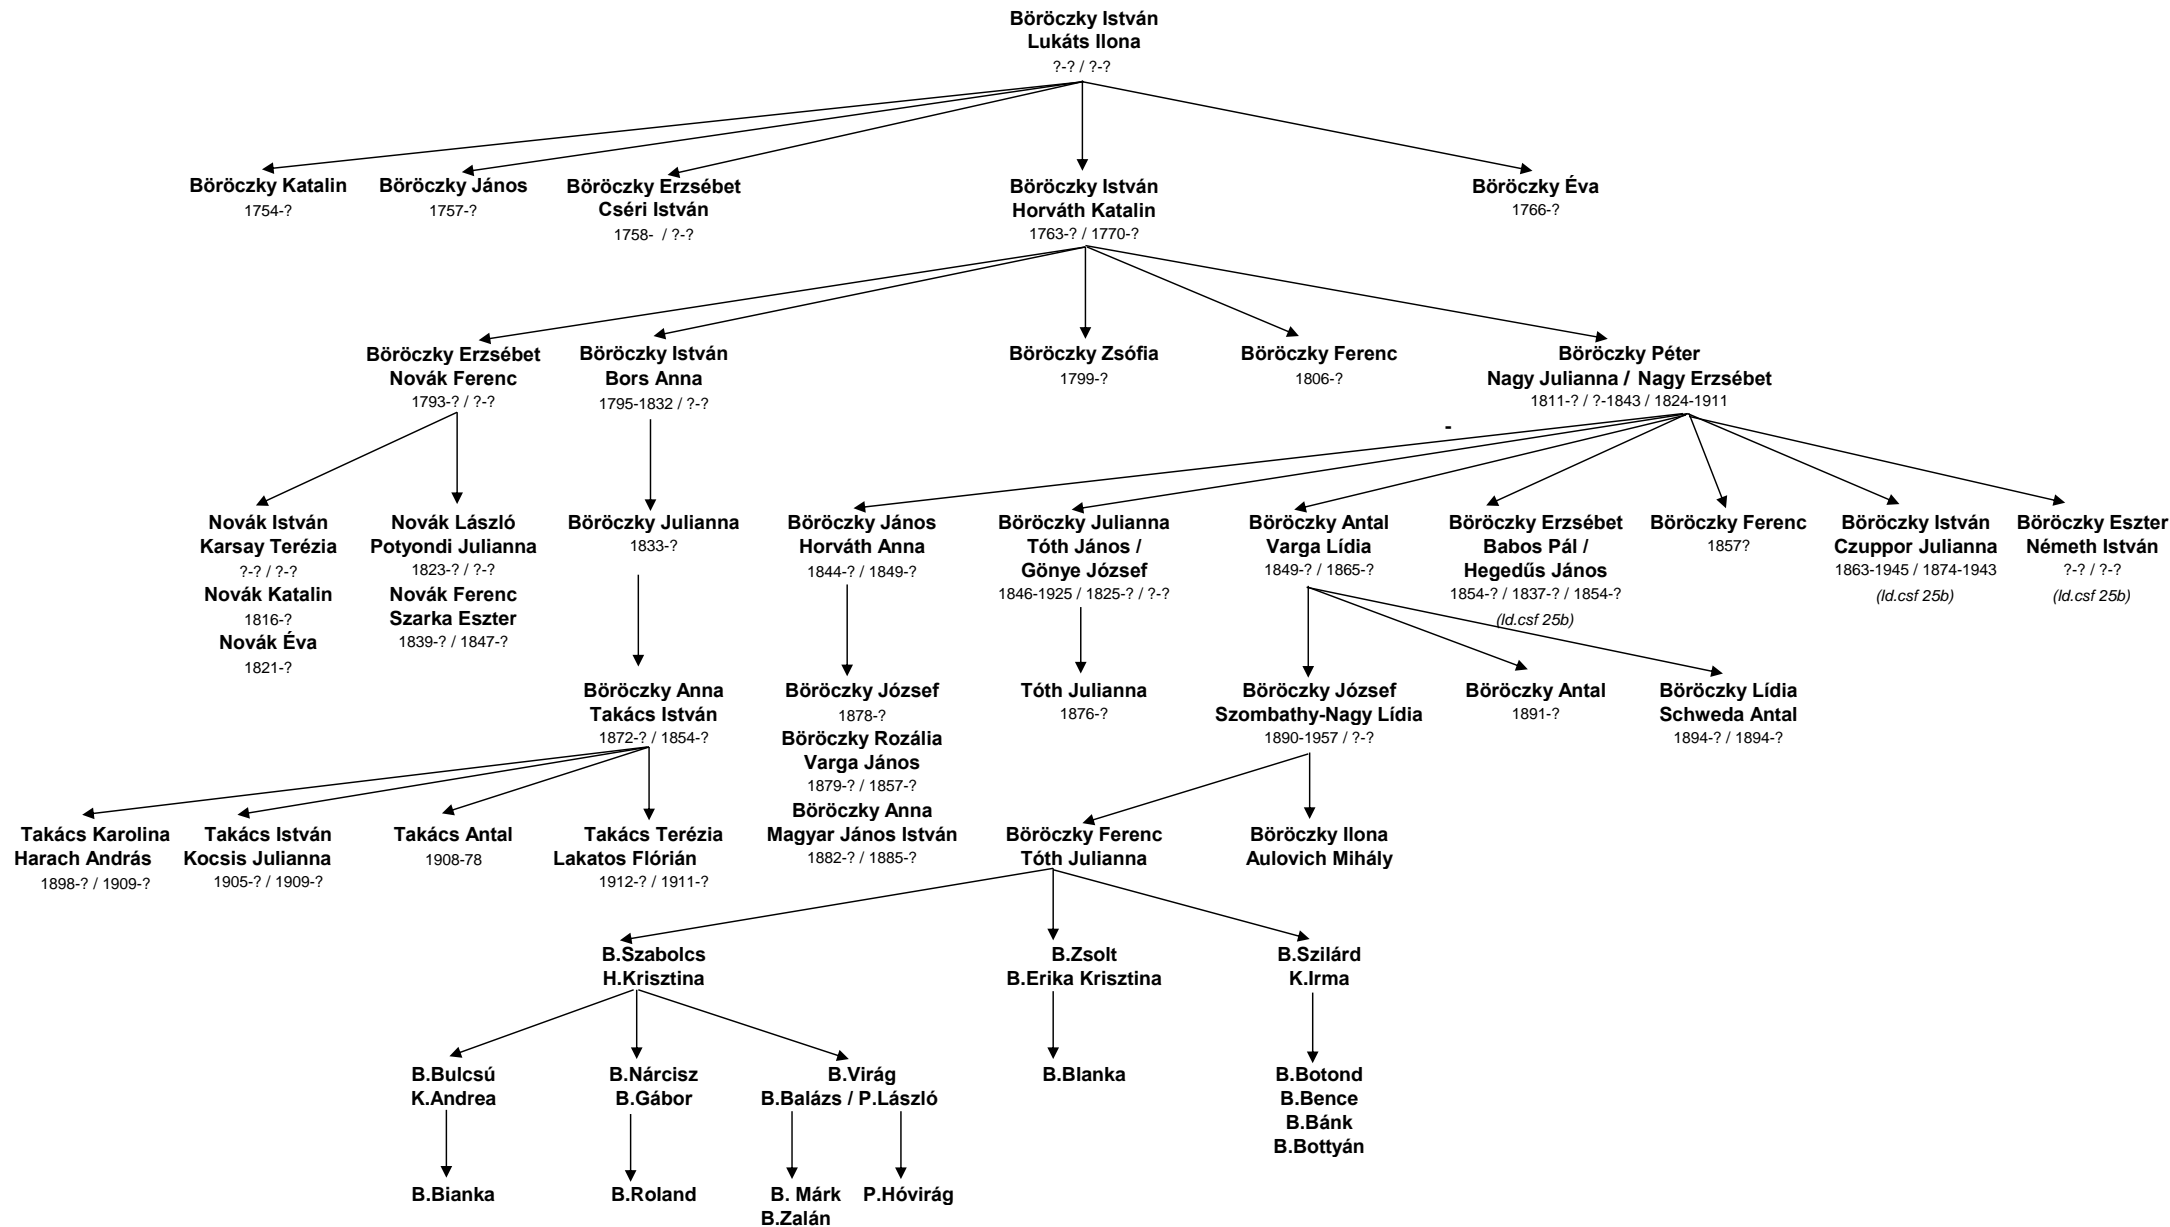 Böröczky István
Lukáts Ilona
?-? / ?-?
Böröczky Katalin
1754-?
Böröczky János
1757-?
Böröczky Erzsébet
Cséri István
1758- / ?-?
Böröczky István
Horváth Katalin
1763-? / 1770-?
Böröczky Éva
1766-?
Böröczky Erzsébet
Novák Ferenc
1793-? / ?-?
Böröczky István
Bors Anna
1795-1832 / ?-?
Böröczky Zsófia
1799-?
Böröczky Ferenc
1806-?
Böröczky Péter
Nagy Julianna / Nagy Erzsébet
1811-? / ?-1843 / 1824-1911
-
Novák István
Karsay Terézia
?-? / ?-?
Novák Katalin
1816-?
Novák Éva
1821-?
Novák László
Potyondi Julianna
1823-? / ?-?
Novák Ferenc
Szarka Eszter
1839-? / 1847-?
Böröczky Julianna
1833-?
Böröczky János
Horváth Anna
1844-? / 1849-?
Böröczky Julianna
Tóth János /
Gönye József
1846-1925 / 1825-? / ?-?
Böröczky Antal
Varga Lídia
1849-? / 1865-?
Böröczky Erzsébet
Babos Pál /
Hegedűs János
1854-? / 1837-? / 1854-?
(ld.csf 25b)
Böröczky Ferenc
1857?
Böröczky István
Czuppor Julianna
1863-1945 / 1874-1943
(ld.csf 25b)
Böröczky Eszter
Németh István
?-? / ?-?
(ld.csf 25b)
Böröczky Anna
Takács István
1872-? / 1854-?
Böröczky József
1878-?
Böröczky Rozália
Varga János
1879-? / 1857-?
Böröczky Anna
Magyar János István
1882-? / 1885-?
Tóth Julianna
1876-?
Böröczky József
Szombathy-Nagy Lídia
1890-1957 / ?-?
Böröczky Antal
1891-?
Böröczky Lídia
Schweda Antal
1894-? / 1894-?
Takács Karolina
Harach András
1898-? / 1909-?
Takács István
Kocsis Julianna
1905-? / 1909-?
Takács Antal
1908-78
Takács Terézia
Lakatos Flórián
1912-? / 1911-?
Böröczky Ferenc
Tóth Julianna
Böröczky Ilona
Aulovich Mihály
B.Szabolcs
H.Krisztina
B.Zsolt
B.Erika Krisztina
B.Szilárd
K.Irma
B.Bulcsú
K.Andrea
B.Nárcisz
B.Gábor
B.Virág
B.Balázs / P.László
B.Blanka
B.Botond
B.Bence
B.Bánk
B.Bottyán
B.Bianka
B.Roland
B. Márk
B.Zalán
P.Hóvirág